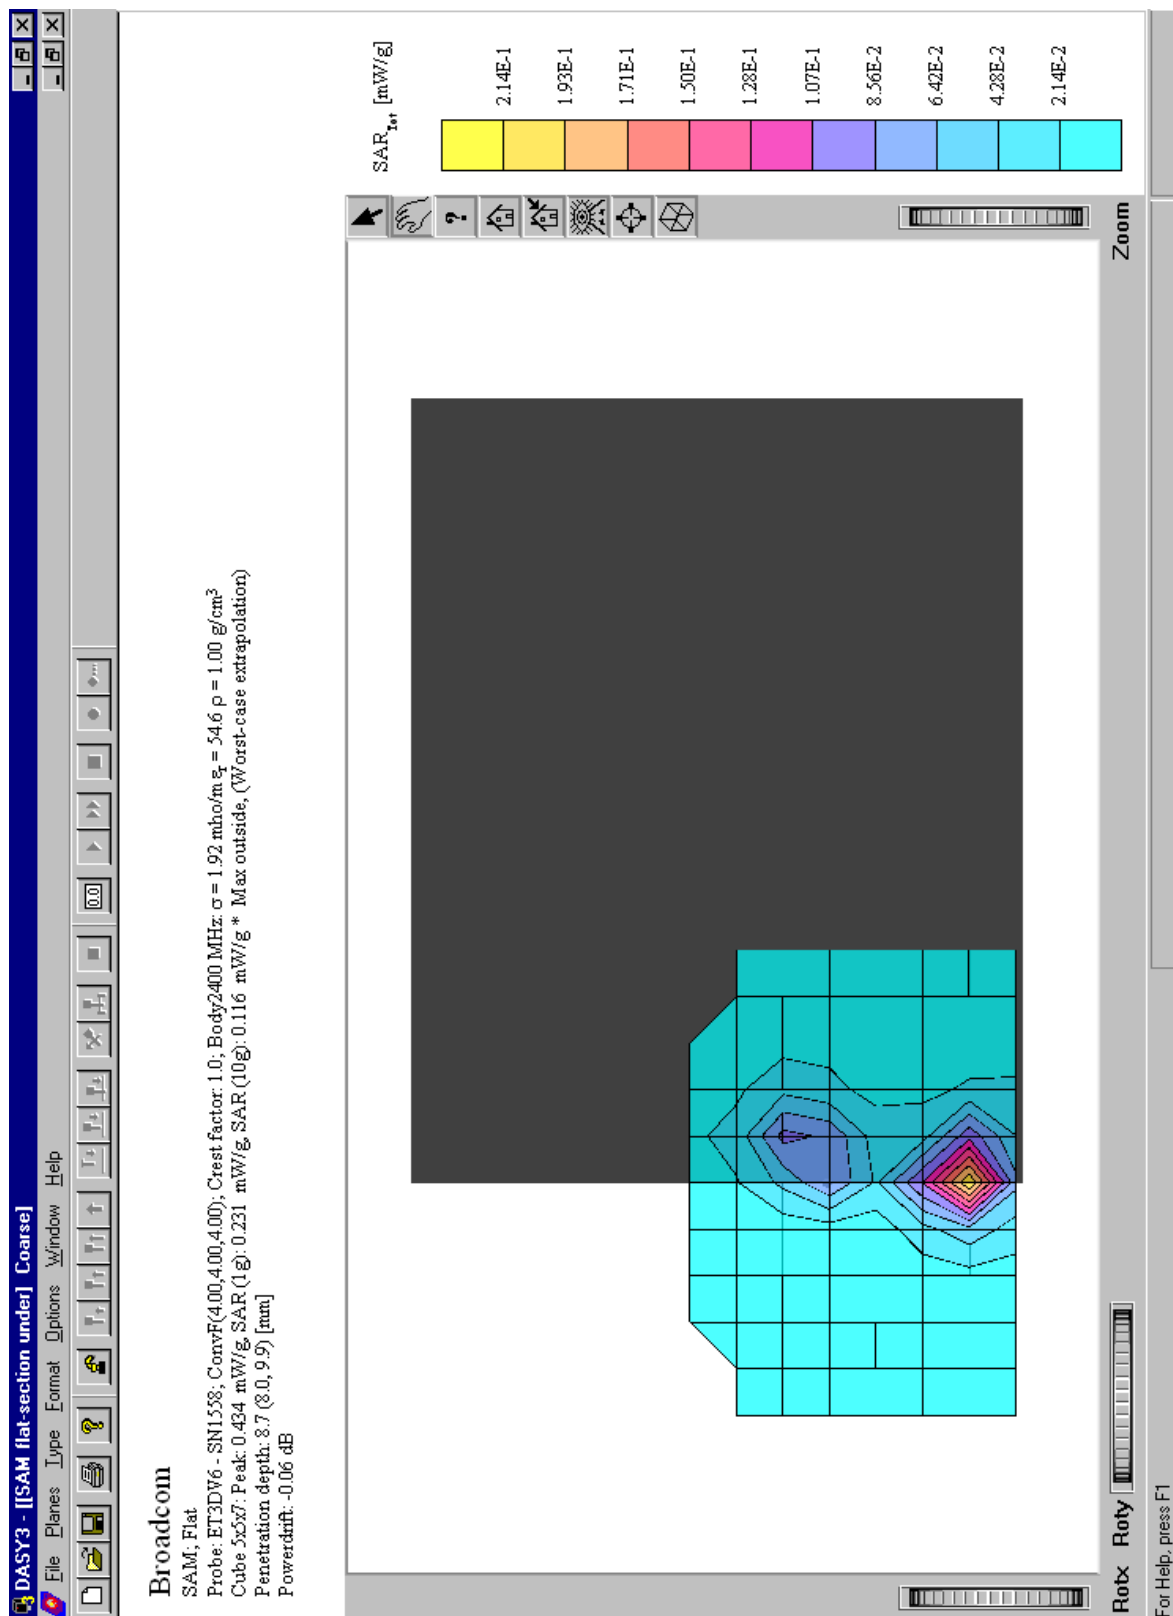 DASY3 - [[SAM flat-section under] Coarse]
File Planes Type Format Options Window Help
0.0
Broadcom
SAM; Flat
Probe: ET3DV6 - SN1558; ConvF(4.00,4.00,4.00); Crest factor: 1.0; Body2400 MHz: σ = 1.92 mho/m εr = 54.6 ρ = 1.00 g/cm³
Cube 5x5x7: Peak: 0.434 mW/g, SAR (1g): 0.231 mW/g, SAR (10g): 0.116 mW/g * Max outside, (Worst-case extrapolation)
Penetration depth: 8.7 (8.0, 9.9) [mm]
Powerdrift: -0.06 dB
SARTot [mW/g]
2.14E-1
1.93E-1
1.71E-1
1.50E-1
1.28E-1
1.07E-1
8.56E-2
6.42E-2
4.28E-2
2.14E-2
Rotx Roty Zoom
For Help, press F1